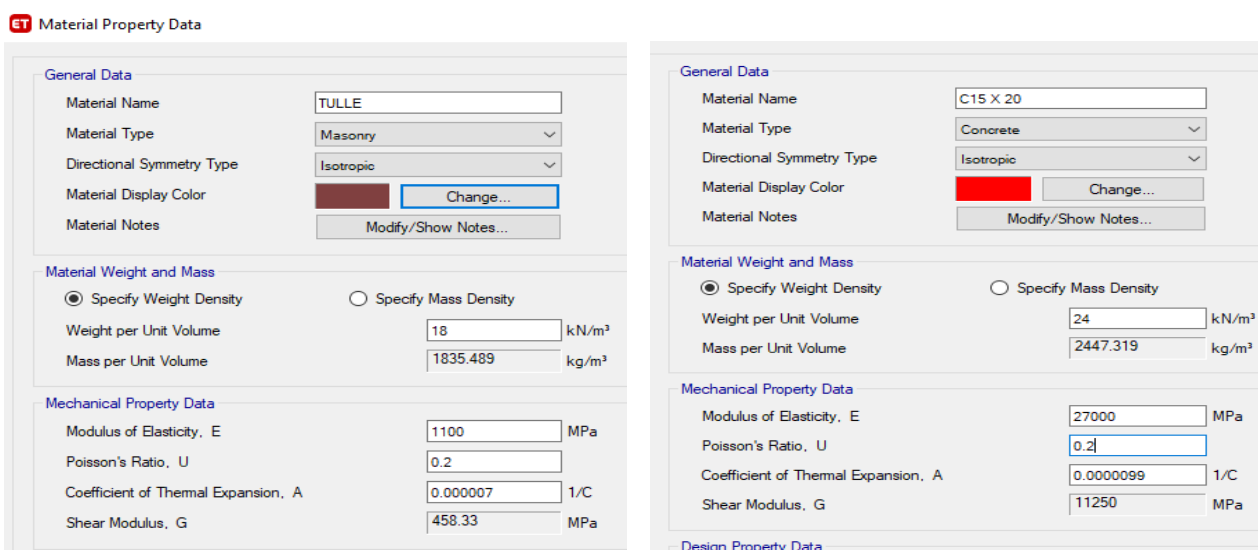 ET Material Property Data
General Data
Material Name TULLE
Material Type Masonry
Directional Symmetry Type Isotropic
Material Display Color Change...
Material Notes Modify/Show Notes...
Material Weight and Mass
Specify Weight Density Specify Mass Density
Weight per Unit Volume 18 kN/m³
Mass per Unit Volume 1835.489 kg/m³
Mechanical Property Data
Modulus of Elasticity, E 1100 MPa
Poisson's Ratio, U 0.2
Coefficient of Thermal Expansion, A 0.000007 1/C
Shear Modulus, G 458.33 MPa
General Data
Material Name C15 X 20
Material Type Concrete
Directional Symmetry Type Isotropic
Material Display Color Change...
Material Notes Modify/Show Notes...
Material Weight and Mass
Specify Weight Density Specify Mass Density
Weight per Unit Volume 24 kN/m³
Mass per Unit Volume 2447.319 kg/m³
Mechanical Property Data
Modulus of Elasticity, E 27000 MPa
Poisson's Ratio, U 0.2
Coefficient of Thermal Expansion, A 0.0000099 1/C
Shear Modulus, G 11250 MPa
Design Property Data